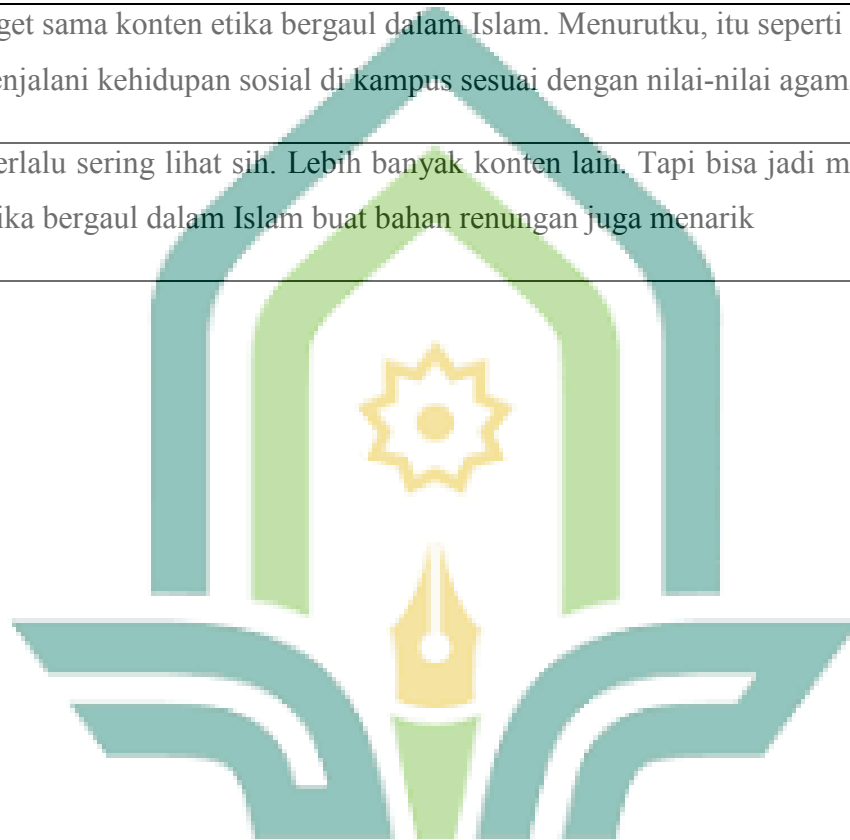 get sama konten etika bergaul dalam Islam. Menurutku, itu seperti
enjalani kehidupan sosial di kampus sesuai dengan nilai-nilai agam
erlalu sering lihat sih. Lebih banyak konten lain. Tapi bisa jadi m
ika bergaul dalam Islam buat bahan renungan juga menarik